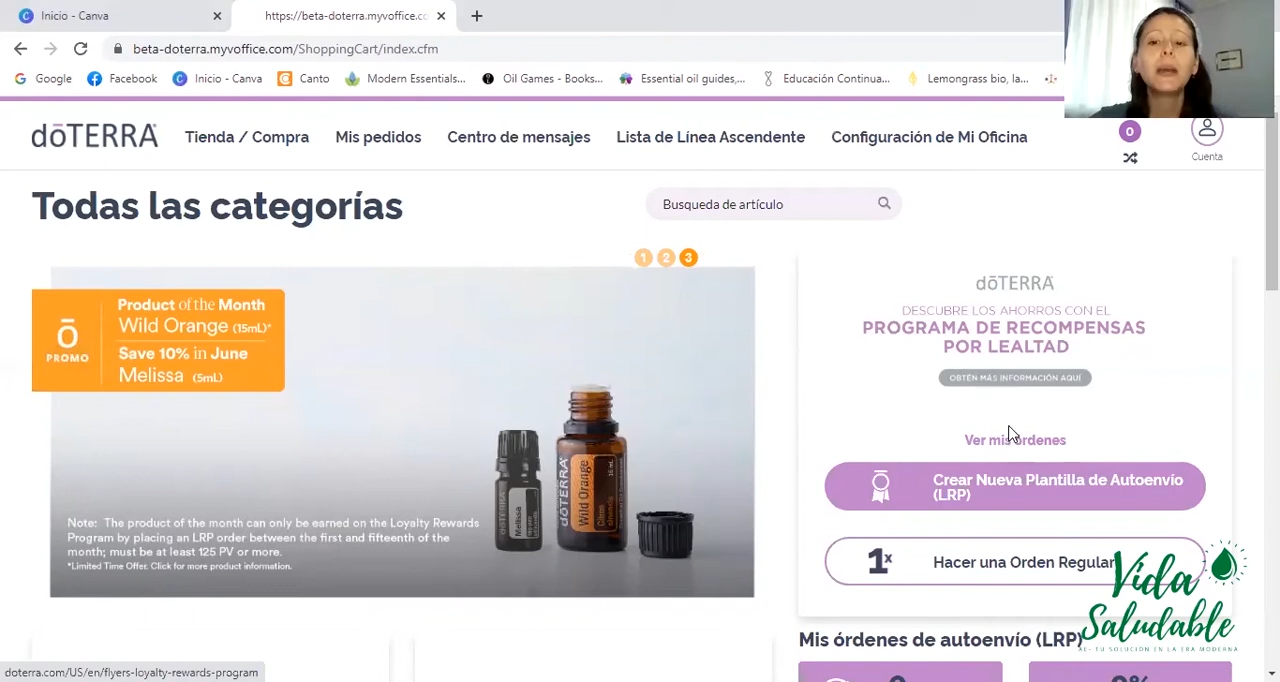 Inicio - Canva
https://beta-doterra.myvoffice.co
beta-doterra.myvoffice.com/ShoppingCart/index.cfm
Google
Facebook
Inicio - Canva
Canto
Modern Essentials...
Oil Games - Books...
Essential oil guides,...
Educación Continua...
Lemongrass bio, la...
dōTERRA
Tienda / Compra
Mis pedidos
Centro de mensajes
Lista de Línea Ascendente
Configuración de Mi Oficina
0
Cuenta
Todas las categorías
Busqueda de artículo
1 2 3
PROMO
Product of the Month
Wild Orange (15mL)*
Save 10% in June
Melissa (5mL)
dōTERRA
Melissa
dōTERRA
Wild Orange
Note: The product of the month can only be earned on the Loyalty Rewards
Program by placing an LRP order between the first and fifteenth of the
month; must be at least 125 PV or more.
*Limited Time Offer. Click for more product information.
dōTERRA
DESCUBRE LOS AHORROS CON EL
PROGRAMA DE RECOMPENSAS
POR LEALTAD
OBTÉN MÁS INFORMACIÓN AQUÍ
Ver mis órdenes
Crear Nueva Plantilla de Autoenvío
(LRP)
1x
Hacer una Orden Regular
Vida
Saludable
Mis órdenes de autoenvío (LRP)
doterra.com/US/en/flyers-loyalty-rewards-program